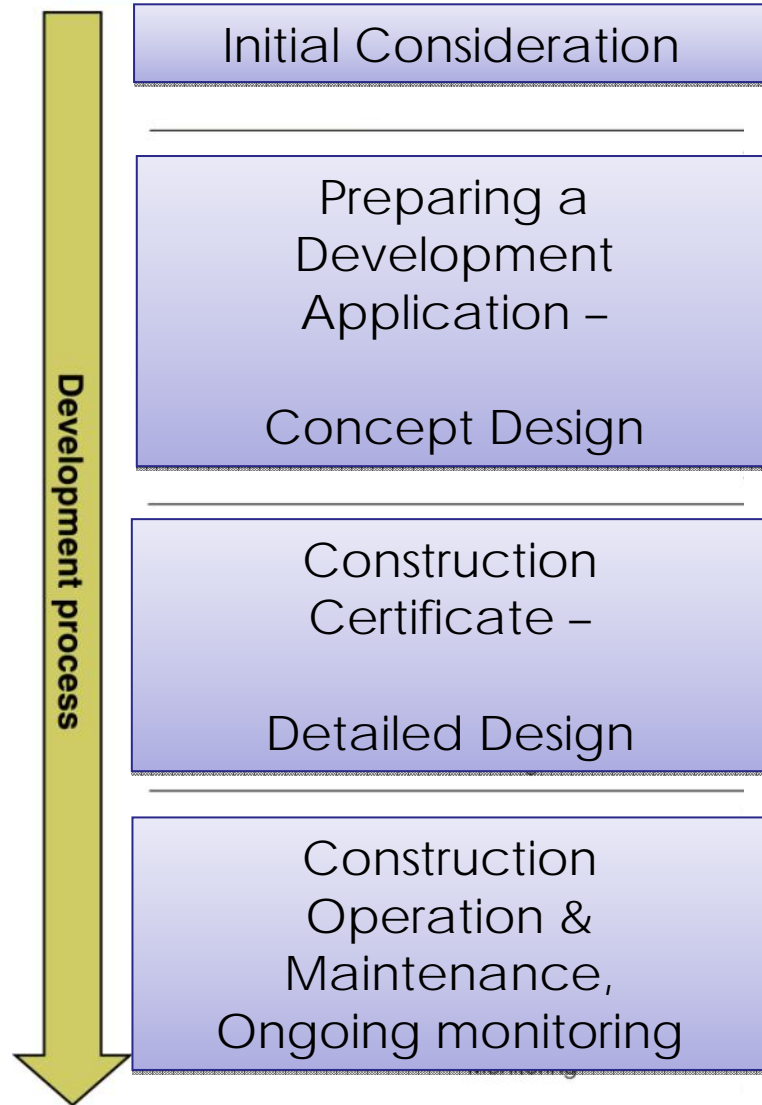 Initial Consideration
Preparing a
Development
Application –
Concept Design
Construction
Certificate –
Detailed Design
Construction
Operation &
Maintenance,
Ongoing monitoring
Development process